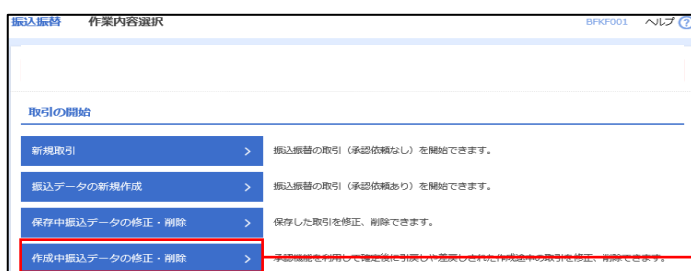 振込振替 作業内容選択 BFKF001 ヘルプ ?
取引の開始
新規取引 > 振込振替の取引（承認依頼なし）を開始できます。
振込データの新規作成 > 振込振替の取引（承認依頼あり）を開始できます。
保存中振込データの修正・削除 > 保存した取引を修正、削除できます。
作成中振込データの修正・削除 > 承認機能を利用して確定後に引戻しや差戻しされた作成途中の取引を修正、削除できます。